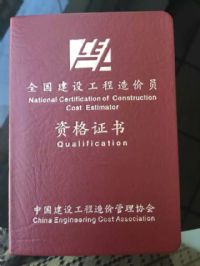 全国建设工程造价员
National Certification of Construction
Cost Estimator
资格证书
Qualification
中国建设工程造价管理协会
China Engineering Cost Association